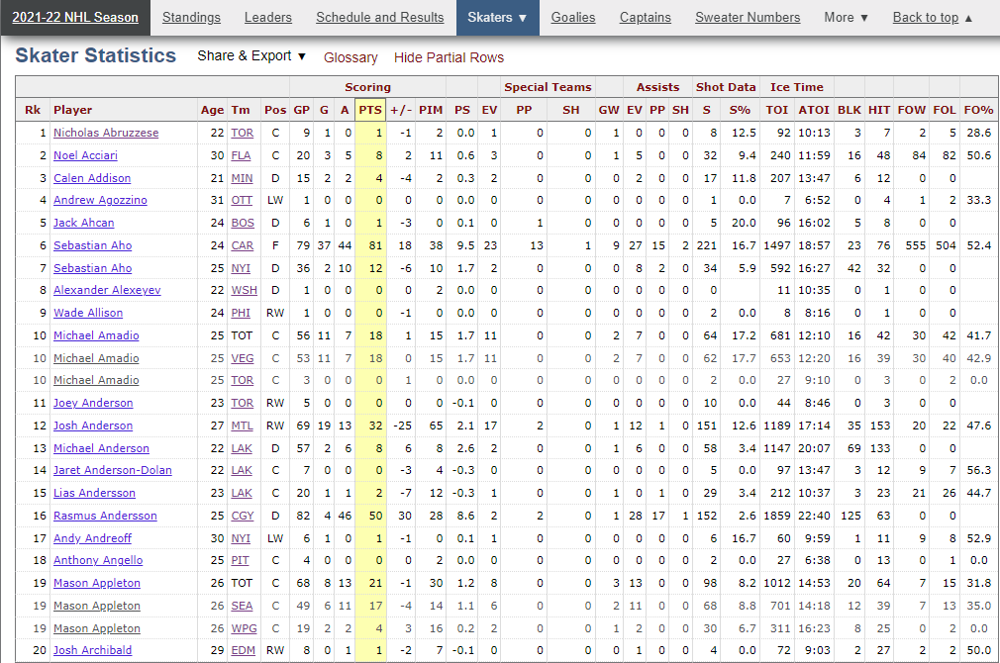 2021-22 NHL Season Standings Leaders Schedule and Results Skaters ▼ Goalies Captains Sweater Numbers More ▼ Back to top ▲
Skater Statistics Share & Export ▼ Glossary Hide Partial Rows
Scoring Special Teams Assists Shot Data Ice Time
Rk Player Age Tm Pos GP G A PTS +/- PIM PS EV PP SH GW EV PP SH S S% TOI ATOI BLK HIT FOW FOL FO%
1 Nicholas Abruzzese 22 TOR C 9 1 0 1 -1 2 0.0 1 0 0 1 0 0 0 8 12.5 92 10:13 3 7 2 5 28.6
2 Noel Acciari 30 FLA C 20 3 5 8 2 11 0.6 3 0 0 1 5 0 0 32 9.4 240 11:59 16 48 84 82 50.6
3 Calen Addison 21 MIN D 15 2 2 4 -4 2 0.3 2 0 0 0 2 0 0 17 11.8 207 13:47 6 12 0 0
4 Andrew Agozzino 31 OTT LW 1 0 0 0 0 0 0.0 0 0 0 0 0 0 0 1 0.0 7 6:52 0 4 1 2 33.3
5 Jack Ahcan 24 BOS D 6 1 0 1 -3 0 0.1 0 1 0 0 0 0 0 5 20.0 96 16:02 5 8 0 0
6 Sebastian Aho 24 CAR F 79 37 44 81 18 38 9.5 23 13 1 9 27 15 2 221 16.7 1497 18:57 23 76 555 504 52.4
7 Sebastian Aho 25 NYI D 36 2 10 12 -6 10 1.7 2 0 0 0 8 2 0 34 5.9 592 16:27 42 32 0 0
8 Alexander Alexeyev 22 WSH D 1 0 0 0 0 2 0.0 0 0 0 0 0 0 0 0 11 10:35 0 1 0 0
9 Wade Allison 24 PHI RW 1 0 0 0 -1 0 0.0 0 0 0 0 0 0 0 2 0.0 8 8:16 0 1 0 0
10 Michael Amadio 25 TOT C 56 11 7 18 1 15 1.7 11 0 0 2 7 0 0 64 17.2 681 12:10 16 42 30 42 41.7
10 Michael Amadio 25 VEG C 53 11 7 18 0 15 1.7 11 0 0 2 7 0 0 62 17.7 653 12:20 16 39 30 40 42.9
10 Michael Amadio 25 TOR C 3 0 0 0 1 0 0.0 0 0 0 0 0 0 0 2 0.0 27 9:10 0 3 0 2 0.0
11 Joey Anderson 23 TOR RW 5 0 0 0 0 0 -0.1 0 0 0 0 0 0 0 10 0.0 44 8:46 0 3 0 0
12 Josh Anderson 27 MTL RW 69 19 13 32 -25 65 2.1 17 2 0 1 12 1 0 151 12.6 1189 17:14 35 153 20 22 47.6
13 Michael Anderson 22 LAK D 57 2 6 8 6 8 2.6 2 0 0 1 6 0 0 58 3.4 1147 20:07 69 133 0 0
14 Jaret Anderson-Dolan 22 LAK C 7 0 0 0 -3 4 -0.3 0 0 0 0 0 0 0 5 0.0 97 13:47 3 12 9 7 56.3
15 Lias Andersson 23 LAK C 20 1 1 2 -7 12 -0.3 1 0 0 1 0 1 0 29 3.4 212 10:37 3 23 21 26 44.7
16 Rasmus Andersson 25 CGY D 82 4 46 50 30 28 8.6 2 2 0 1 28 17 1 152 2.6 1859 22:40 125 63 0 0
17 Andy Andreoff 30 NYI LW 6 1 0 1 -1 0 0.1 1 0 0 0 0 0 0 6 16.7 60 9:59 1 11 9 8 52.9
18 Anthony Angello 25 PIT C 4 0 0 0 0 2 0.0 0 0 0 0 0 0 0 2 0.0 27 6:38 0 13 0 1 0.0
19 Mason Appleton 26 TOT C 68 8 13 21 -1 30 1.2 8 0 0 3 13 0 0 98 8.2 1012 14:53 20 64 7 15 31.8
19 Mason Appleton 26 SEA C 49 6 11 17 -4 14 1.1 6 0 0 2 11 0 0 68 8.8 701 14:18 12 39 7 13 35.0
19 Mason Appleton 26 WPG C 19 2 2 4 3 16 0.2 2 0 0 1 2 0 0 30 6.7 311 16:23 8 25 0 2 0.0
20 Josh Archibald 29 EDM RW 8 0 1 1 -2 7 -0.1 0 0 0 0 1 0 0 4 0.0 72 9:03 2 27 2 2 50.0